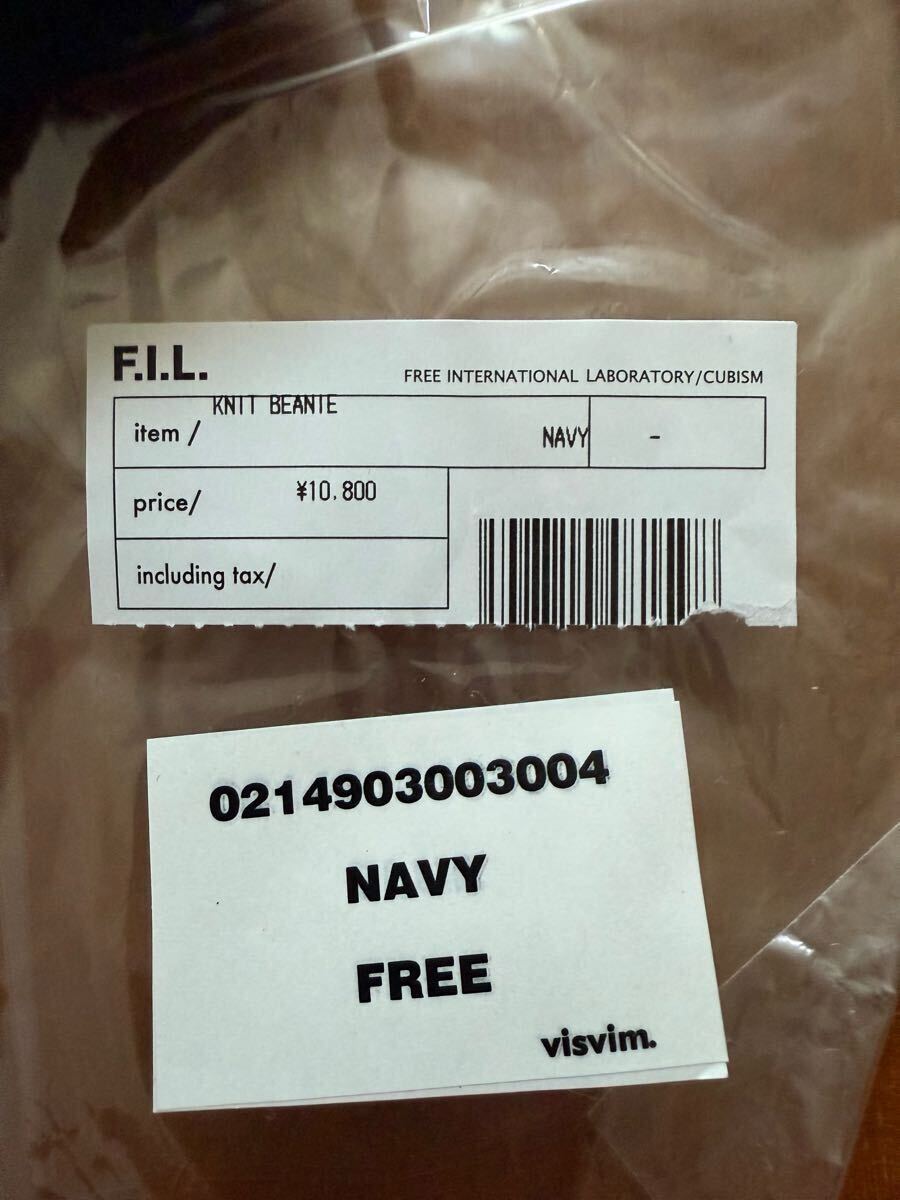 F.I.L.
FREE INTERNATIONAL LABORATORY/CUBISM
KNIT BEANIE
item /
NAVY
-
price/
¥10,800
including tax/
0214903003004
NAVY
FREE
visvim.